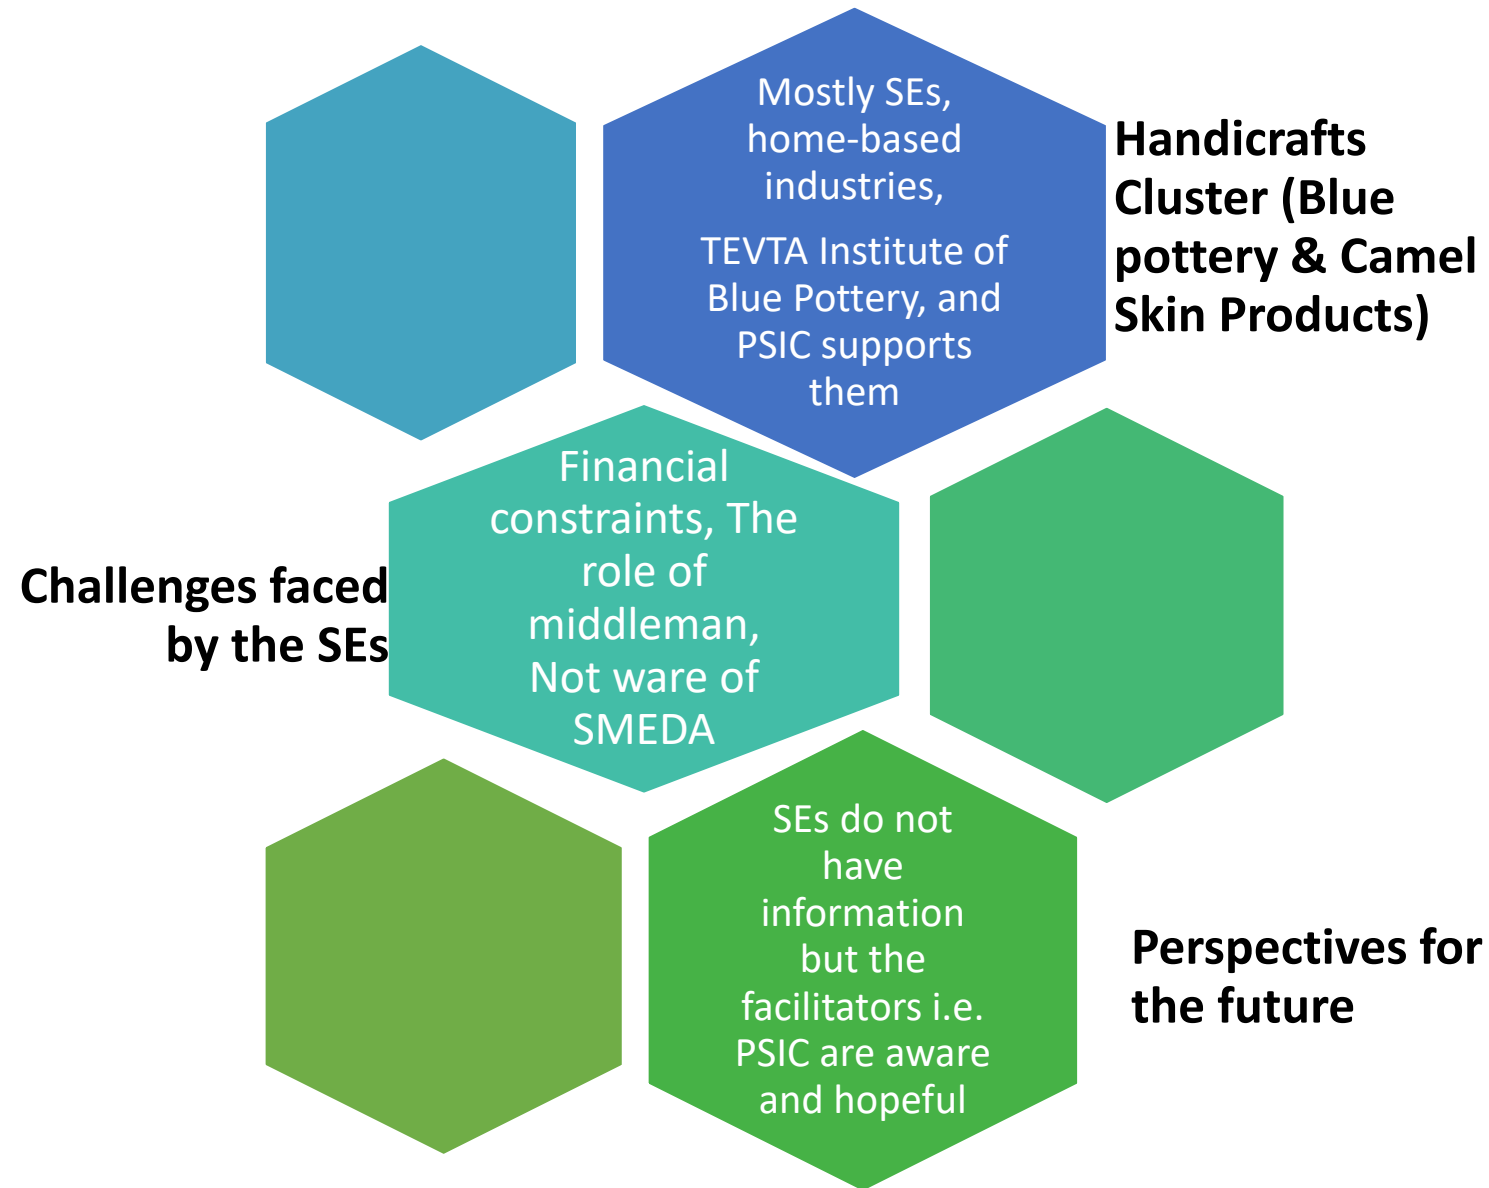 Mostly SEs,
home-based
industries,
TEVTA Institute of
Blue Pottery, and
PSIC supports
them
Handicrafts
Cluster (Blue
pottery & Camel
Skin Products)
Challenges faced
by the SEs
Financial
constraints, The
role of
middleman,
Not ware of
SMEDA
SEs do not
have
information
but the
facilitators i.e.
PSIC are aware
and hopeful
Perspectives for
the future